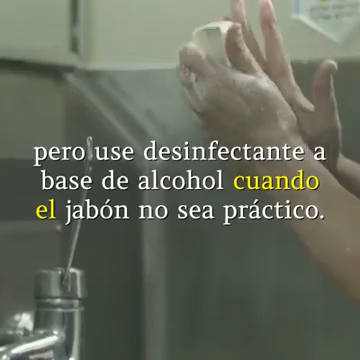 pero use desinfectante a
base de alcohol cuando
el jabón no sea práctico.